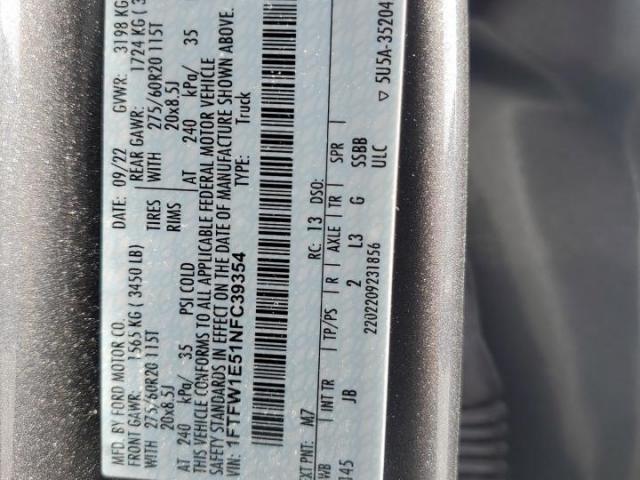 MFD. BY FORD MOTOR CO. DATE: 09/22 GVWR: 3198 KG
FRONT GAWR: 1565 KG ( 3450 LB) REAR GAWR: 1724 KG ( 3
WITH 275/60R20 115T TIRES WITH 275/60R20 115T
20x8.5J RIMS 20x8.5J
AT 240 kPa/ 35 PSI COLD AT 240 kPa/ 35
THIS VEHICLE CONFORMS TO ALL APPLICABLE FEDERAL MOTOR VEHICLE
SAFETY STANDARDS IN EFFECT ON THE DATE OF MANUFACTURE SHOWN ABOVE.
VIN: 1FTFW1E51NFC39354 TYPE: Truck
EXT PNT: M7 RC: 13 DSO:
WB INT TR TP/PS R AXLE TR SPR
145 JB 2 L3 G SSBB
ULC
2202209231856 ▽ 5U5A-35204